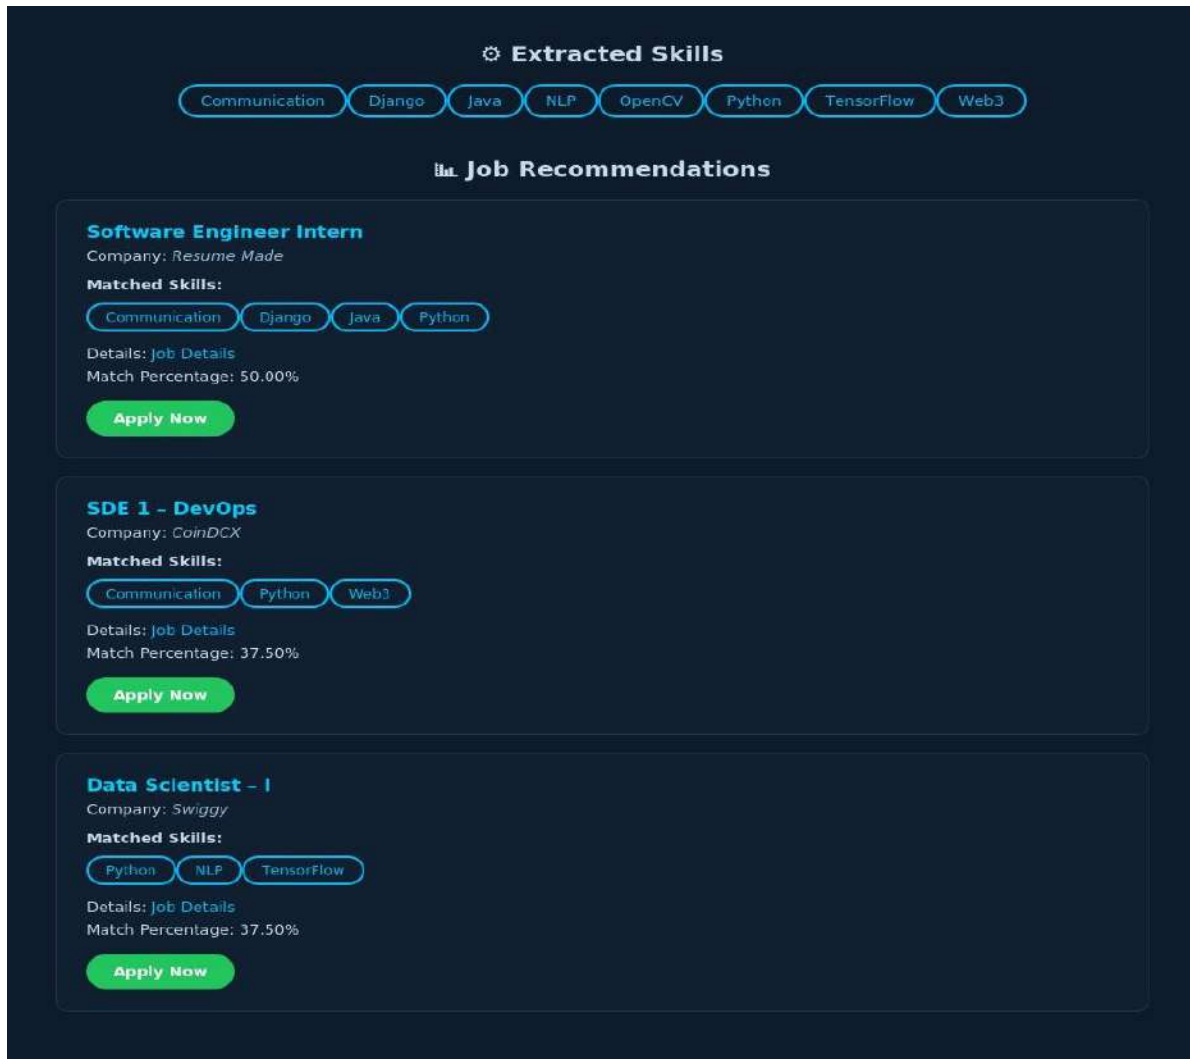 ⚙ Extracted Skills
Communication Django Java NLP OpenCV Python TensorFlow Web3
📊 Job Recommendations
Software Engineer Intern
Company: Resume Made
Matched Skills:
Communication Django Java Python
Details: Job Details
Match Percentage: 50.00%
Apply Now
SDE 1 – DevOps
Company: CoinDCX
Matched Skills:
Communication Python Web3
Details: Job Details
Match Percentage: 37.50%
Apply Now
Data Scientist – I
Company: Swiggy
Matched Skills:
Python NLP TensorFlow
Details: Job Details
Match Percentage: 37.50%
Apply Now